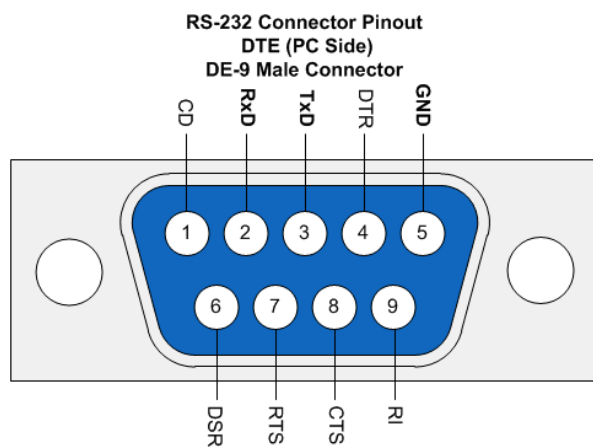 RS-232 Connector Pinout
DTE (PC Side)
DE-9 Male Connector
CD
RxD
TxD
DTR
GND
1
2
3
4
5
6
7
8
9
DSR
RTS
CTS
RI